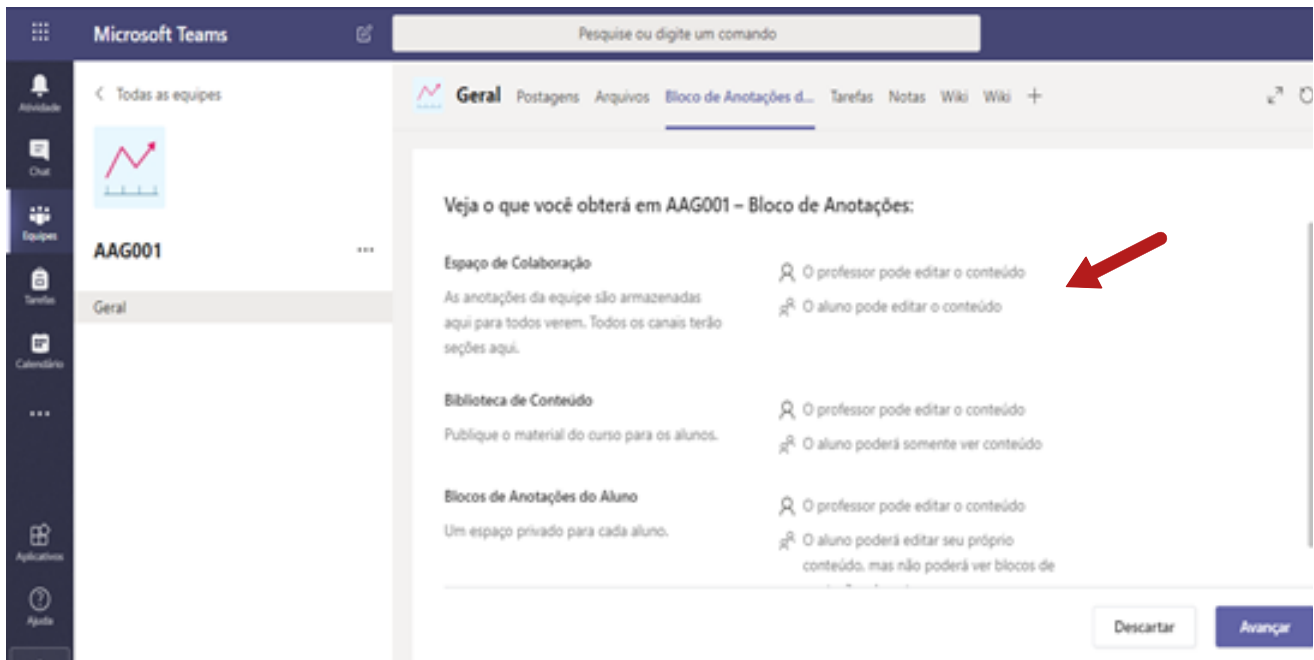 Microsoft Teams
Pesquise ou digite um comando
Atividade
Chat
Equipes
Tarefas
Calendário
Aplicativos
Ajuda
Todas as equipes
AAG001
Geral
Geral Postagens Arquivos Bloco de Anotações d... Tarefas Notas Wiki Wiki
Veja o que você obterá em AAG001 – Bloco de Anotações:
Espaço de Colaboração
As anotações da equipe são armazenadas
aqui para todos verem. Todos os canais terão
seções aqui.
O professor pode editar o conteúdo
O aluno pode editar o conteúdo
Biblioteca de Conteúdo
Publique o material do curso para os alunos.
O professor pode editar o conteúdo
O aluno poderá somente ver conteúdo
Blocos de Anotações do Aluno
Um espaço privado para cada aluno.
O professor pode editar o conteúdo
O aluno poderá editar seu próprio
conteúdo, mas não poderá ver blocos de
Descartar
Avançar